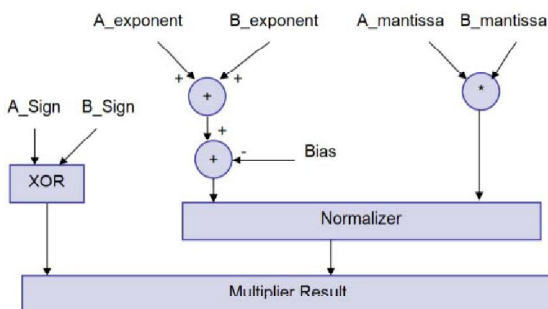 A_exponent B_exponent A_mantissa B_mantissa
+ + + *
A_Sign B_Sign
+
+ - Bias
XOR
Normalizer
Multiplier Result